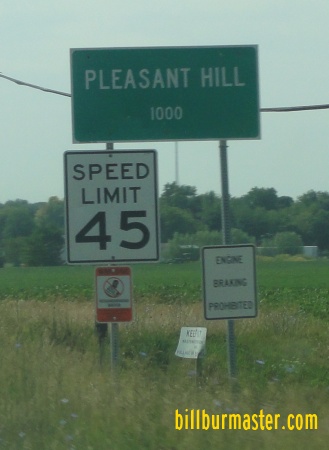 PLEASANT HILL
1000
SPEED
LIMIT
45
ENGINE
BRAKING
PROHIBITED
billburmaster.com